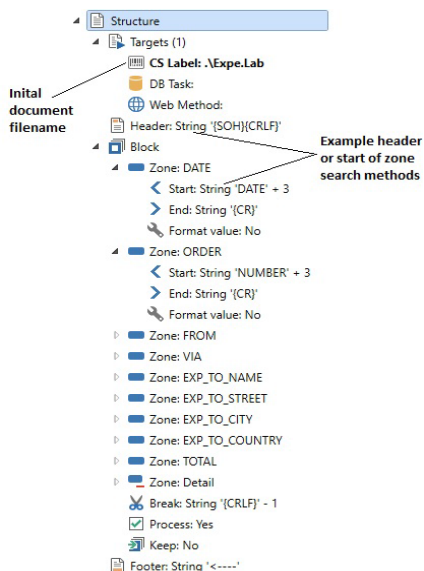 Structure
Targets (1)
CS Label: .\Expe.Lab
DB Task:
Inital
document
filename
Web Method:
Header: String '{SOH}{CRLF}'
Example header
or start of zone
search methods
Block
Zone: DATE
Start: String 'DATE' + 3
End: String '{CR}'
Format value: No
Zone: ORDER
Start: String 'NUMBER' + 3
End: String '{CR}'
Format value: No
Zone: FROM
Zone: VIA
Zone: EXP_TO_NAME
Zone: EXP_TO_STREET
Zone: EXP_TO_CITY
Zone: EXP_TO_COUNTRY
Zone: TOTAL
Zone: Detail
Break: String '{CRLF}' - 1
Process: Yes
Keep: No
Footer: String '<----'